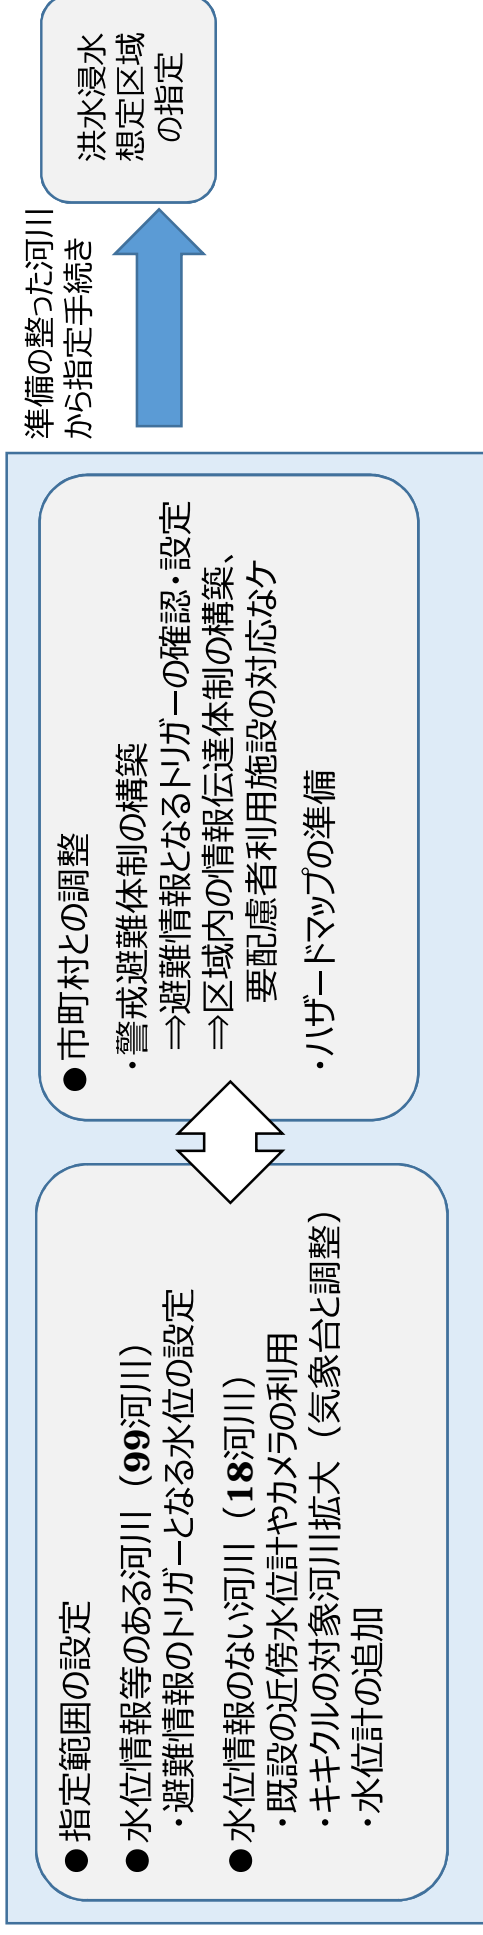 ●指定範囲の設定
●水位情報等のある河川（99河川）
・避難情報のトリガーとなる水位の設定
●水位情報のない河川（18河川）
・既設の近傍水位計やカメラの利用
・キキクルの対象河川拡大（気象台と調整）
・水位計の追加
●市町村との調整
・警戒避難体制の構築
⇒避難情報となるトリガーの確認・設定
⇒区域内の情報伝達体制の構築、
要配慮者利用施設の対応なケ
・ハザードマップの準備
準備の整った河川
から指定手続き
洪水浸水
想定区域
の指定